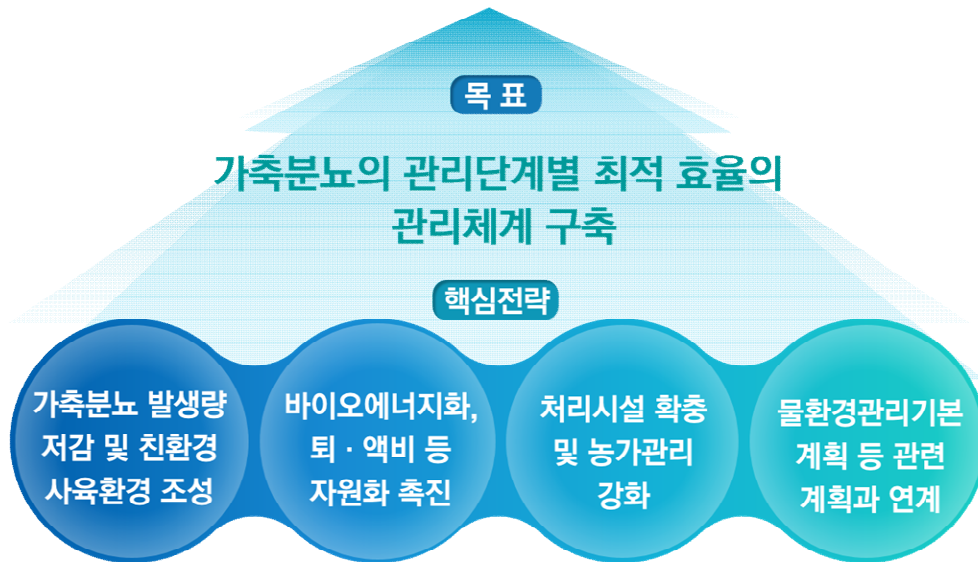 목 표
가축분뇨의 관리단계별 최적 효율의
관리체계 구축
핵심전략
가축분뇨 발생량
저감 및 친환경
사육환경 조성
바이오에너지화,
퇴 · 액비 등
자원화 촉진
처리시설 확충
및 농가관리
강화
물환경관리기본
계획 등 관련
계획과 연계